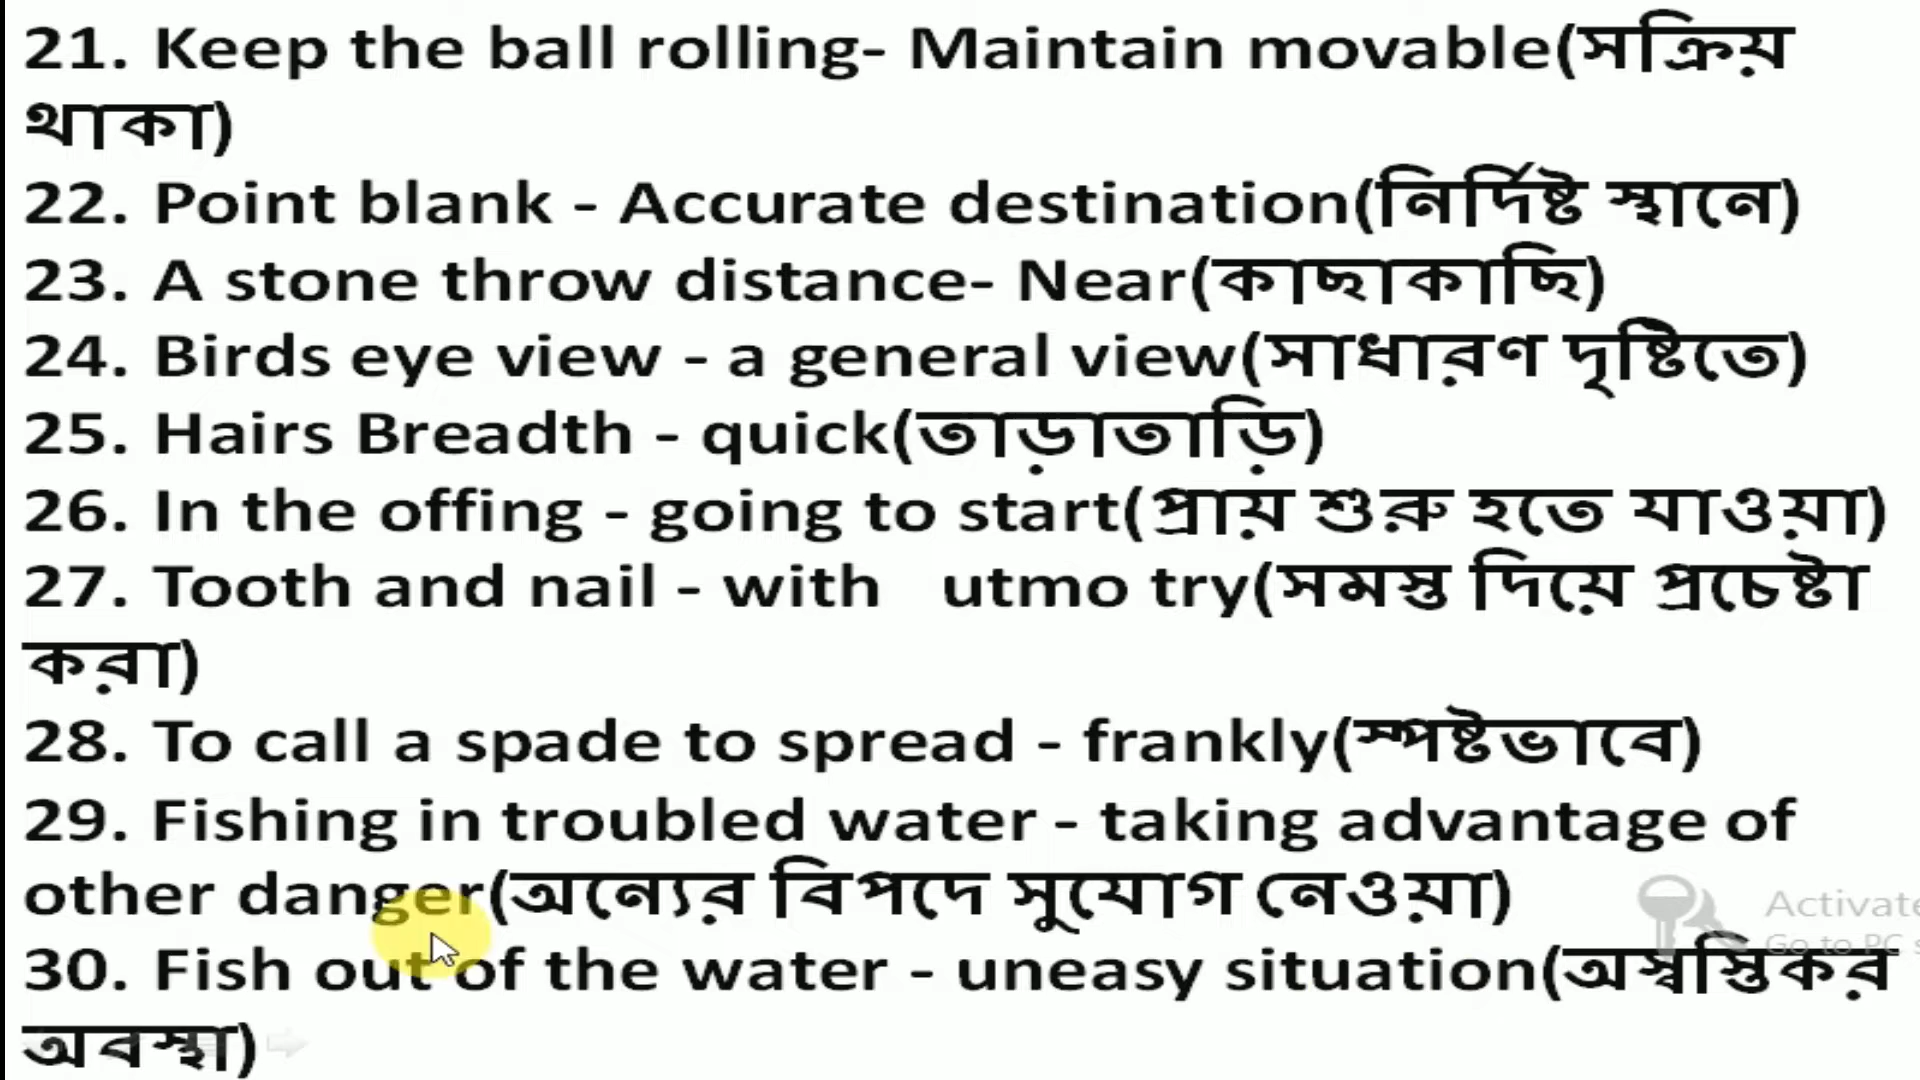 21. Keep the ball rolling- Maintain movable(সক্রিয়
থাকা)
22. Point blank - Accurate destination(নির্দিষ্ট স্থানে)
23. A stone throw distance- Near(কাছাকাছি)
24. Birds eye view - a general view(সাধারণ দৃষ্টিতে)
25. Hairs Breadth - quick(তাড়াতাড়ি)
26. In the offing - going to start(প্রায় শুরু হতে যাওয়া)
27. Tooth and nail - with utmo try(সমস্ত দিয়ে প্রচেষ্টা
করা)
28. To call a spade to spread - frankly(স্পষ্টভাবে)
29. Fishing in troubled water - taking advantage of
other danger(অন্যের বিপদে সুযোগ নেওয়া)
Activate
Go to PC s
30. Fish out of the water - uneasy situation(অস্বস্তিকর
অবস্থা)